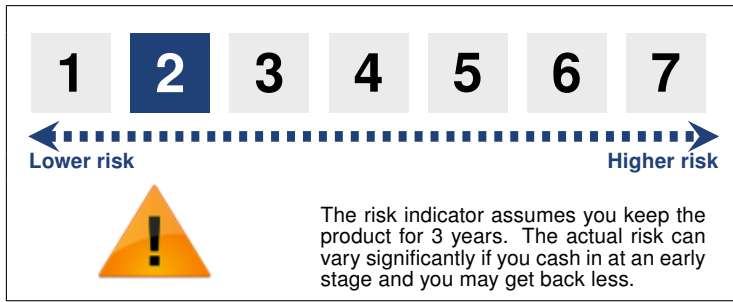 1 2 3 4 5 6 7
Lower risk Higher risk
!
The risk indicator assumes you keep the
product for 3 years. The actual risk can
vary significantly if you cash in at an early
stage and you may get back less.